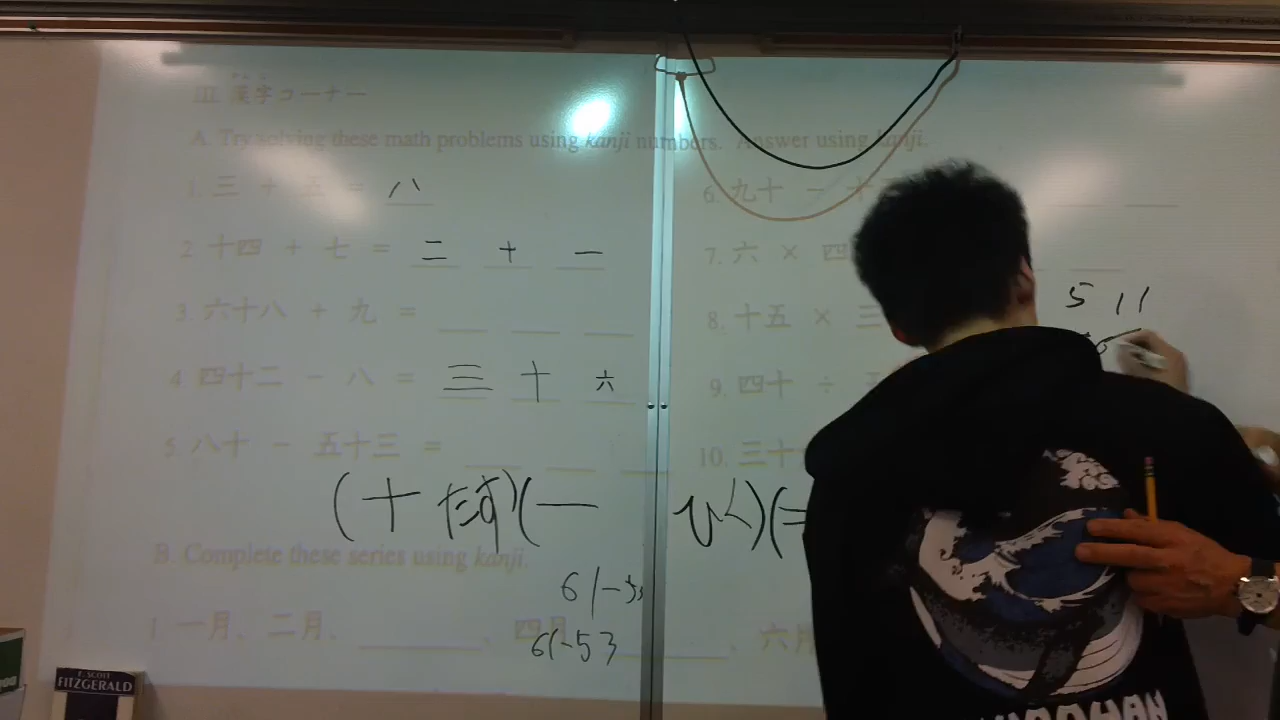 III. 漢字コーナー
A. Try solving these math problems using kanji numbers. Answer using kanji.
1. 三 + 五 = 八
2 十四 + 七 = 二 十 一
3 六十八 + 九 =
4 四十二 - 八 = 三 十 六
5. 八十 - 五十三 =
6. 九十 -
7. 六 × 四
8. 十五 × 三
9. 四十 ÷
10. 三十
5 11
(十 たす)(一 ひく)(=
B. Complete these series using kanji.
6 1-
6(-53
1 一月、二月、 、四月 、六月
F. SCOTT
FITZGERALD